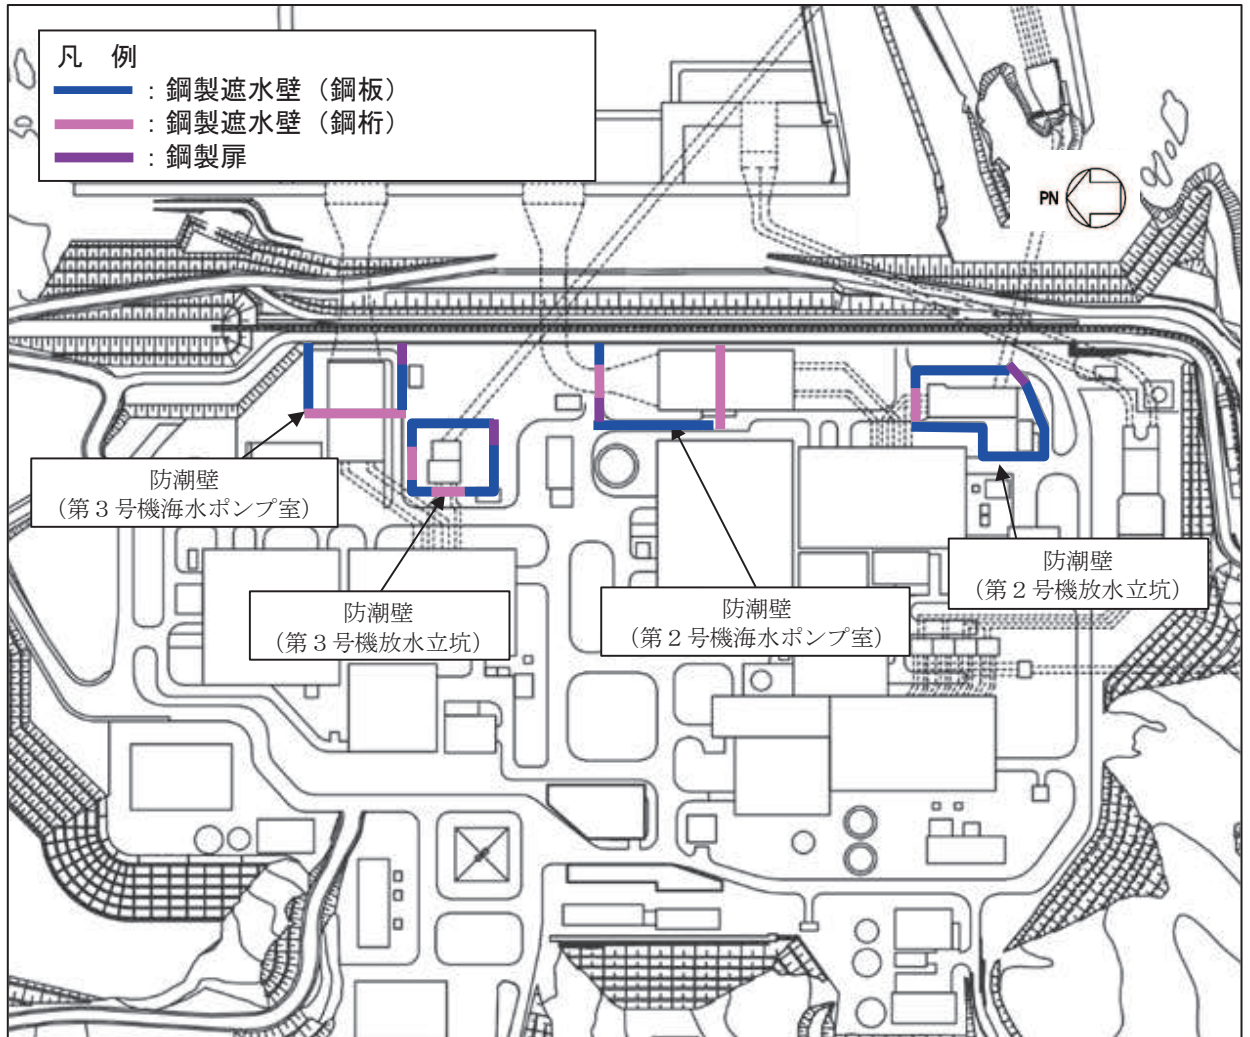 凡　例
：鋼製遮水壁（鋼板）
：鋼製遮水壁（鋼桁）
：鋼製扉
PN
防潮壁
（第３号機海水ポンプ室）
防潮壁
（第３号機放水立坑）
防潮壁
（第２号機海水ポンプ室）
防潮壁
（第２号機放水立坑）